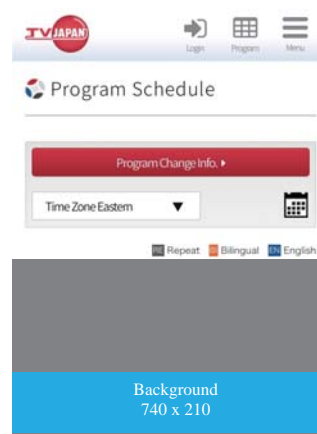 TV JAPAN
Login Program Menu
Program Schedule
Program Change Info.
Time Zone Eastern ▼
RE Repeat BI Bilingual EN English
Background
740 x 210